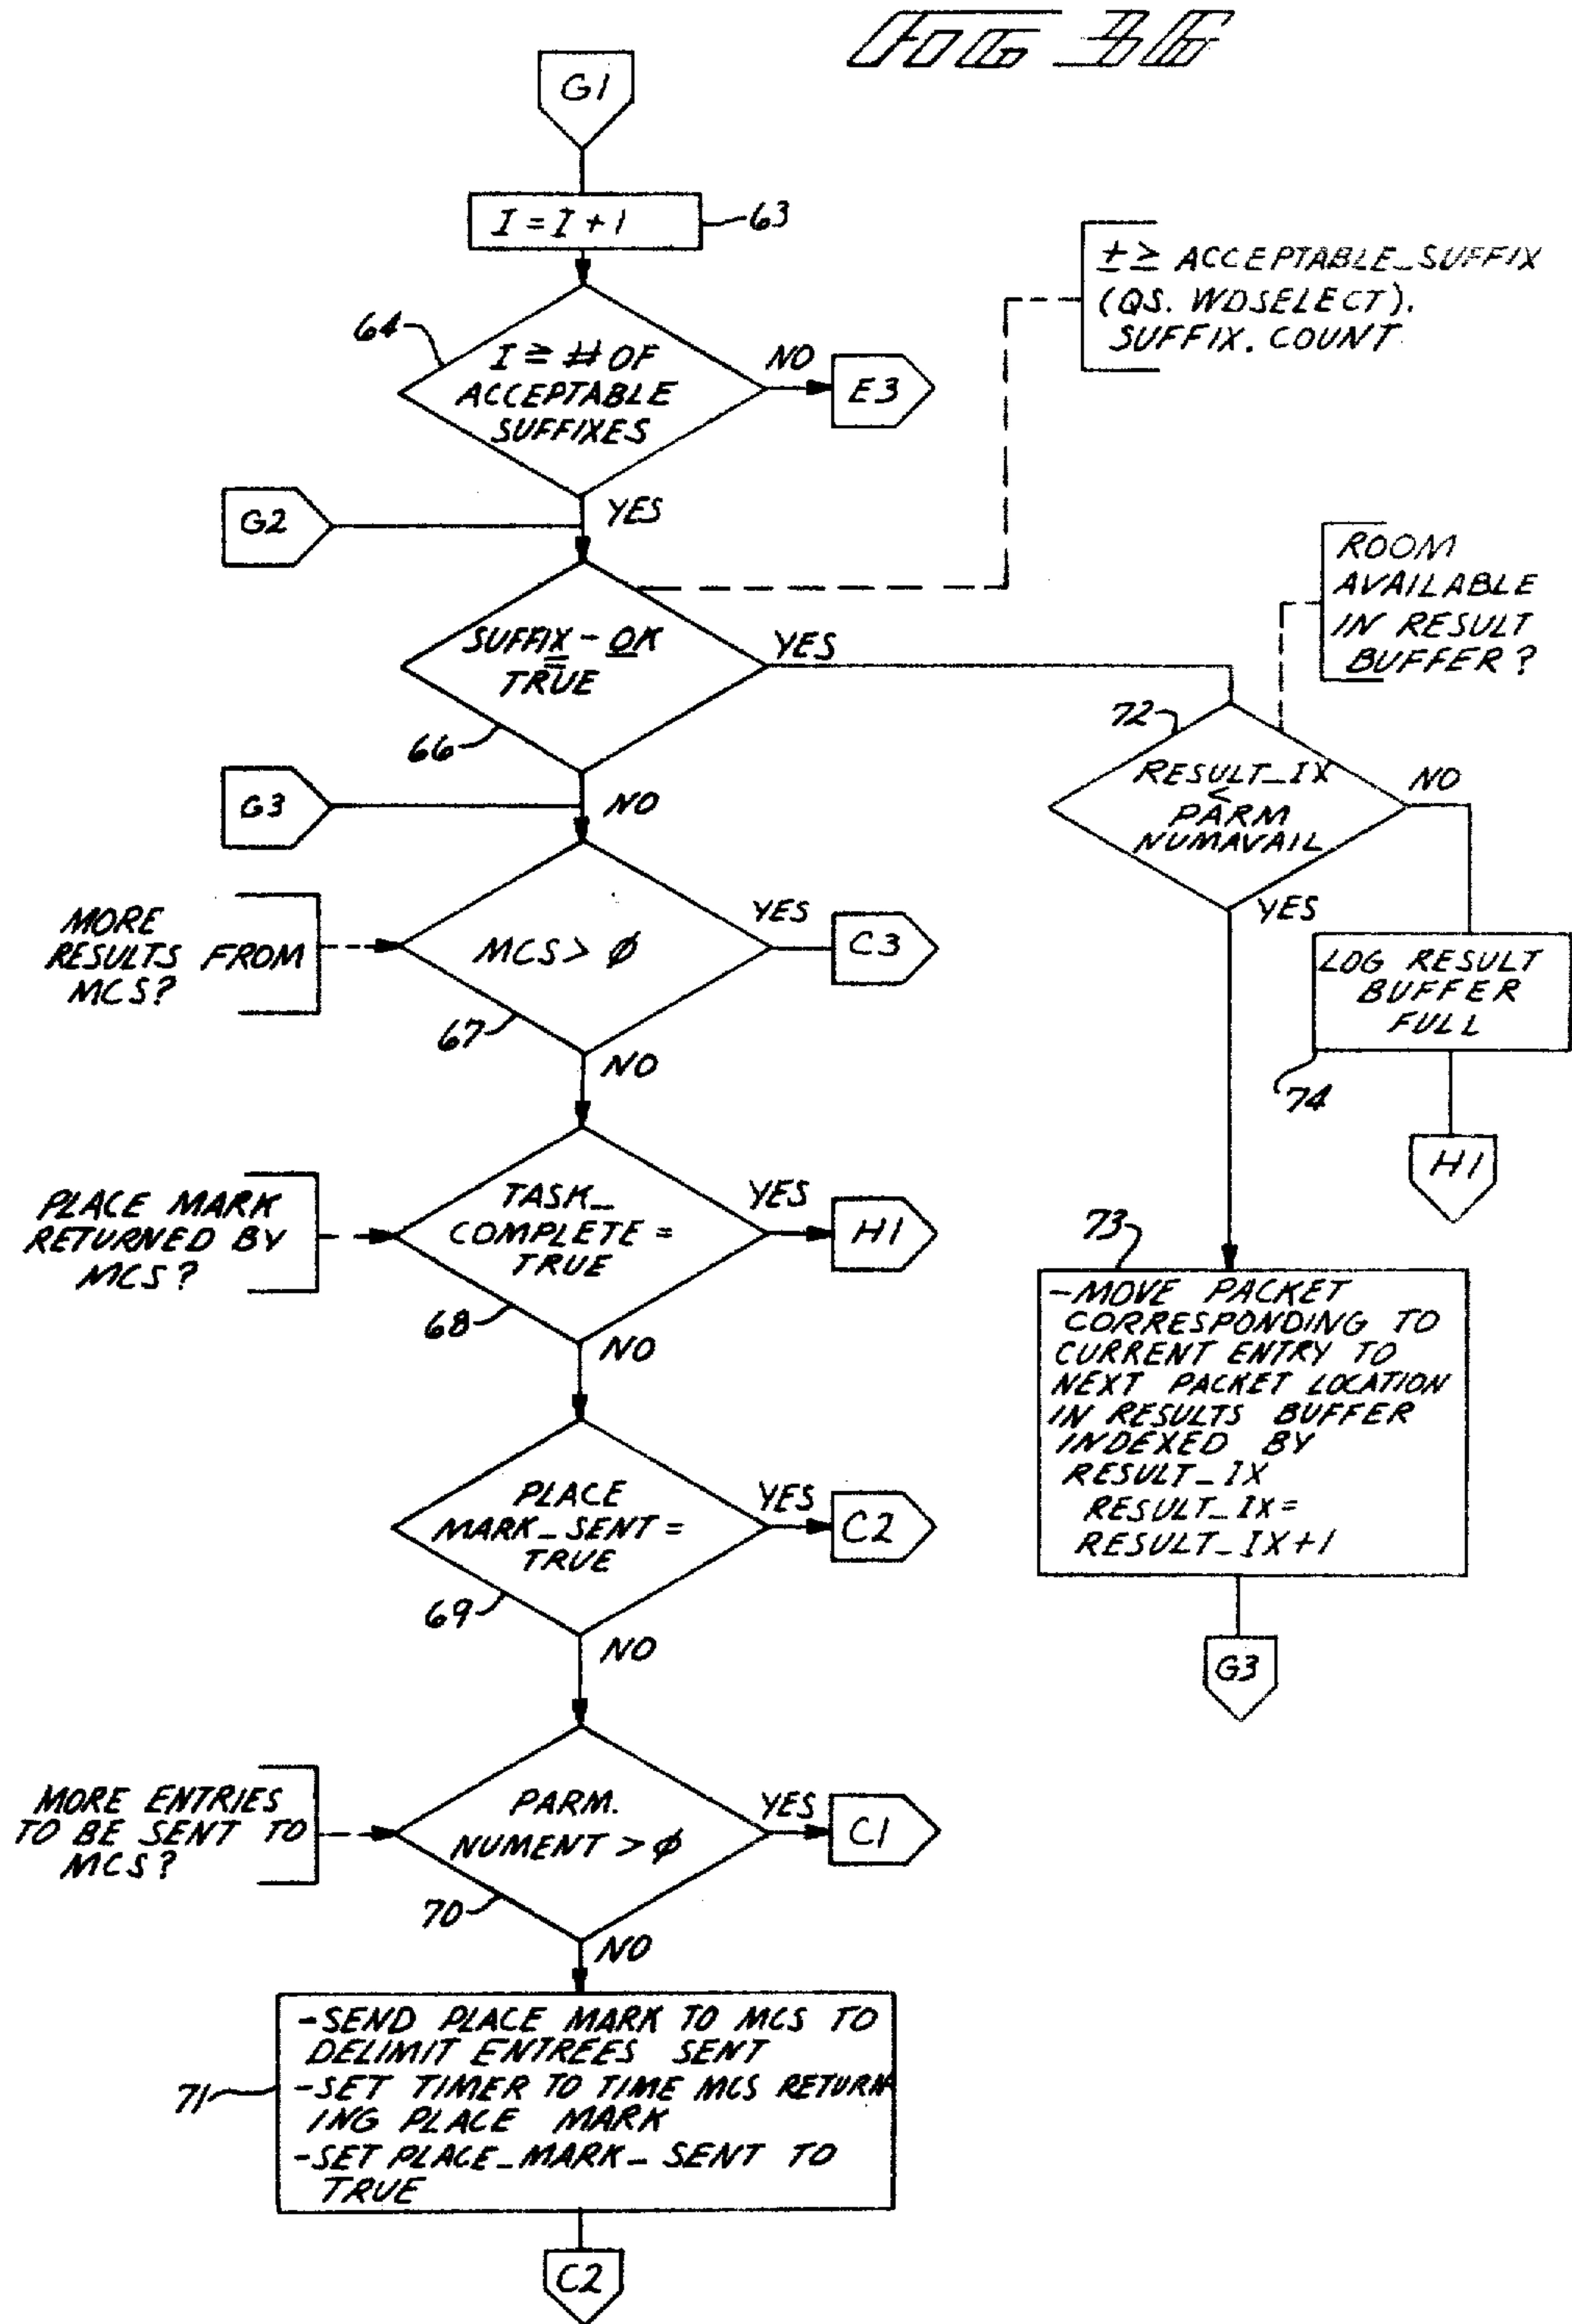 FIG 3G
G1
I = I + 1
63
± ≥ ACCEPTABLE_SUFFIX
(QS. WDSELECT).
SUFFIX. COUNT
64
I ≥ # OF
ACCEPTABLE
SUFFIXES
NO
E3
YES
G2
SUFFIX - OK
=
TRUE
YES
66
ROOM
AVAILABLE
IN RESULT
BUFFER?
72
RESULT_IX
<
PARM
NUMAVAIL
NO
YES
G3
NO
MORE
RESULTS FROM
MCS?
MCS > φ
YES
C3
67
NO
LOG RESULT
BUFFER
FULL
74
H1
PLACE MARK
RETURNED BY
MCS?
TASK_
COMPLETE =
TRUE
YES
H1
68
NO
73
-MOVE PACKET
CORRESPONDING TO
CURRENT ENTRY TO
NEXT PACKET LOCATION
IN RESULTS BUFFER
INDEXED BY
RESULT_IX
RESULT_IX=
RESULT_IX+1
G3
PLACE
MARK_SENT =
TRUE
YES
C2
69
NO
MORE ENTRIES
TO BE SENT TO
MCS?
PARM.
NUMENT > φ
YES
C1
70
NO
-SEND PLACE MARK TO MCS TO
DELIMIT ENTREES SENT
-SET TIMER TO TIME MCS RETURN
ING PLACE MARK
-SET PLACE_MARK_SENT TO
TRUE
71
C2